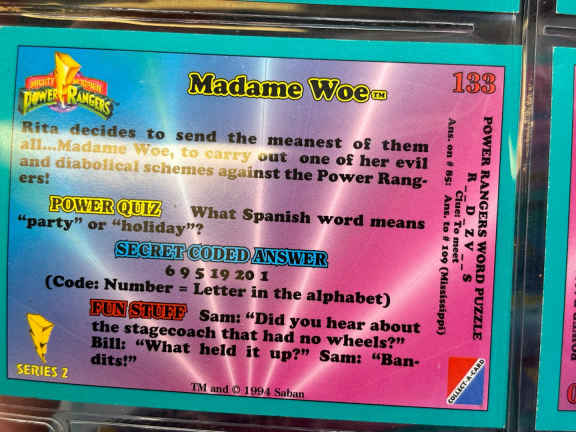 MIGHTY MORPHIN
POWER RANGERS
Madame Woe™
133
Rita decides to send the meanest of them
all...Madame Woe, to carry out one of her evil
and diabolical schemes against the Power Rang-
ers!
POWER QUIZ What Spanish word means
“party” or “holiday”?
SECRET CODED ANSWER
6 9 5 19 20 1
(Code: Number = Letter in the alphabet)
FUN STUFF Sam: “Did you hear about
the stagecoach that had no wheels?”
Bill: “What held it up?” Sam: “Ban-
dits!”
SERIES 2
TM and © 1994 Saban
COLLECT-A-CARD
POWER RANGERS WORD PUZZLE
R _ _ D _ Z V _ _ S
Clue: To meet
Ans. on # 85! Ans. to # 109 (Mississippi)